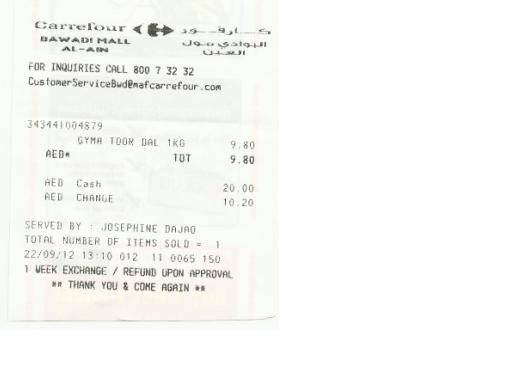 Carrefour كارفور
BAWADI MALL البوادي مول
AL-AIN العين
FOR INQUIRIES CALL 800 7 32 32
CustomerServiceBwd@mafcarrefour.com
343441004879
GYMA TOOR DAL 1KG 9.80
AED* TOT 9.80
AED Cash 20.00
AED CHANGE 10.20
SERVED BY : JOSEPHINE DAJAO
TOTAL NUMBER OF ITEMS SOLD = 1
22/09/12 13:10 012 11 0065 150
1 WEEK EXCHANGE / REFUND UPON APPROVAL
** THANK YOU & COME AGAIN **